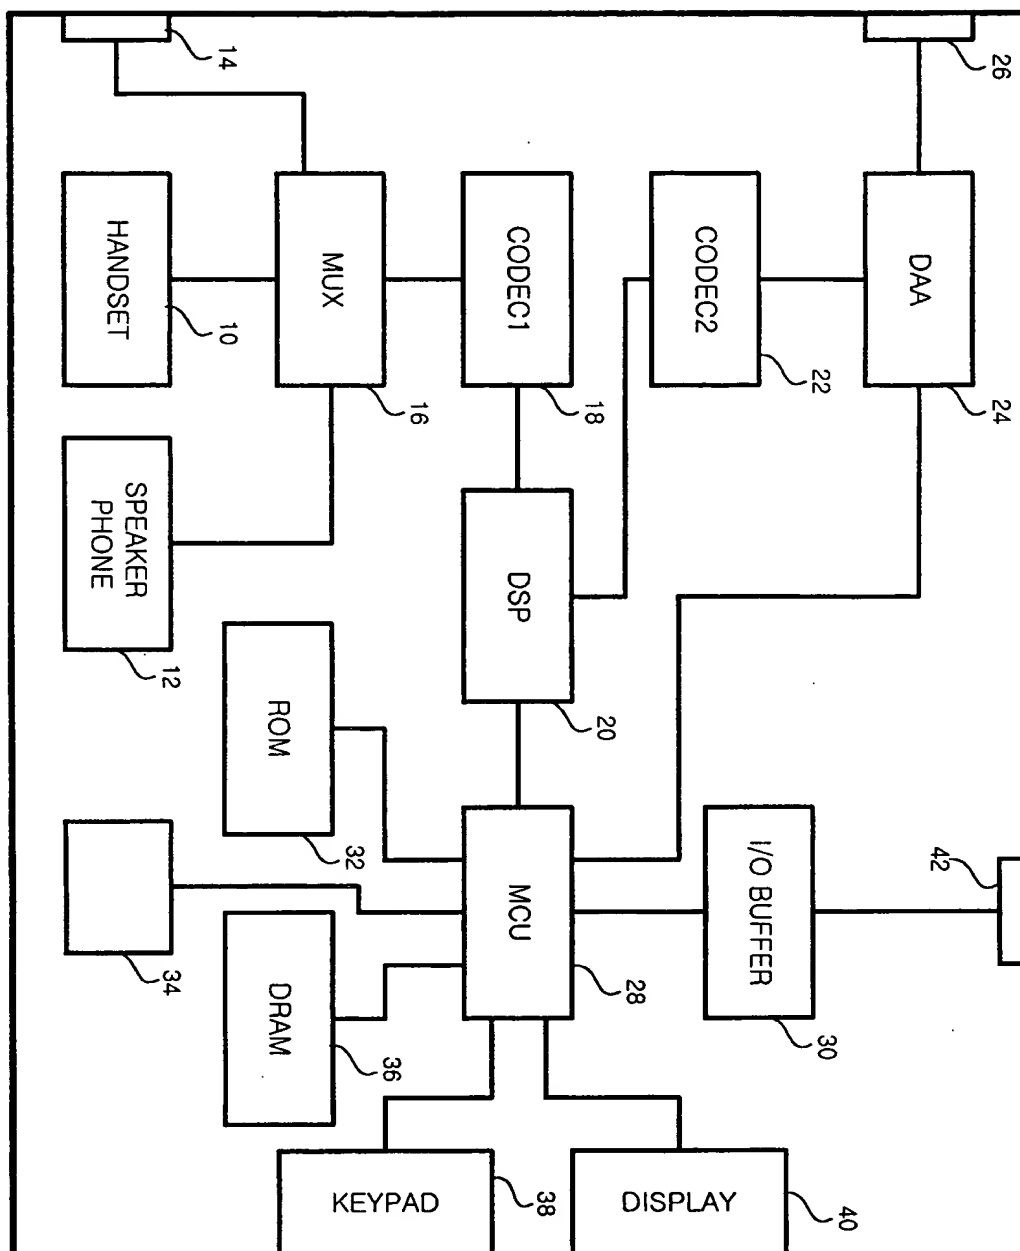 14
26
HANDSET
10
MUX
16
CODEC1
18
CODEC2
22
DAA
24
SPEAKER
PHONE
12
DSP
20
ROM
32
34
MCU
28
I/O BUFFER
30
42
DRAM
36
KEYPAD
38
DISPLAY
40